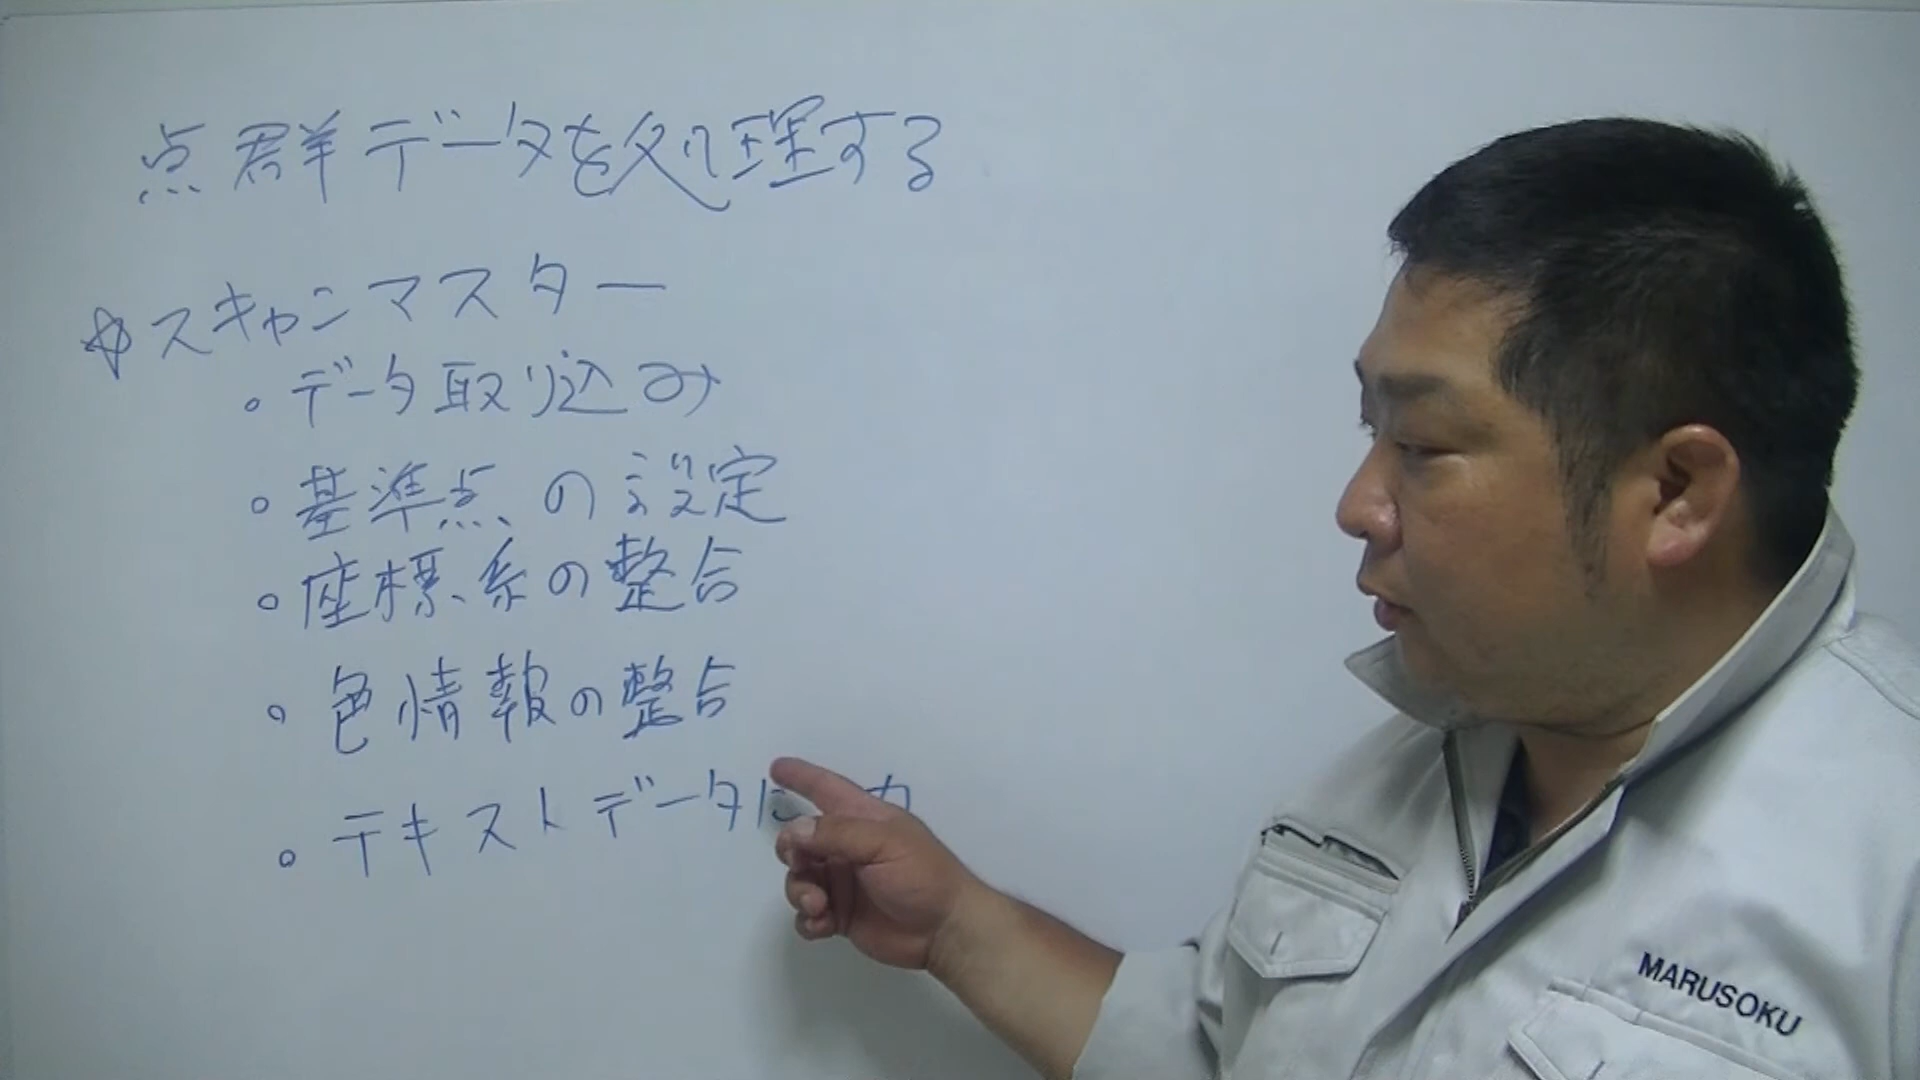 点群データを処理する
☆スキャンマスター
。データ取り込み
。基準点の設定
。座標系の整合
。色情報の整合
。テキストデータに 力
MARUSOKU